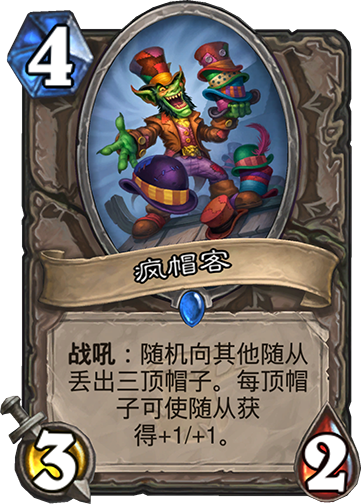 4
疯帽客
战吼：随机向其他随从
丢出三顶帽子。每顶帽
子可使随从获
得+1/+1。
3
2